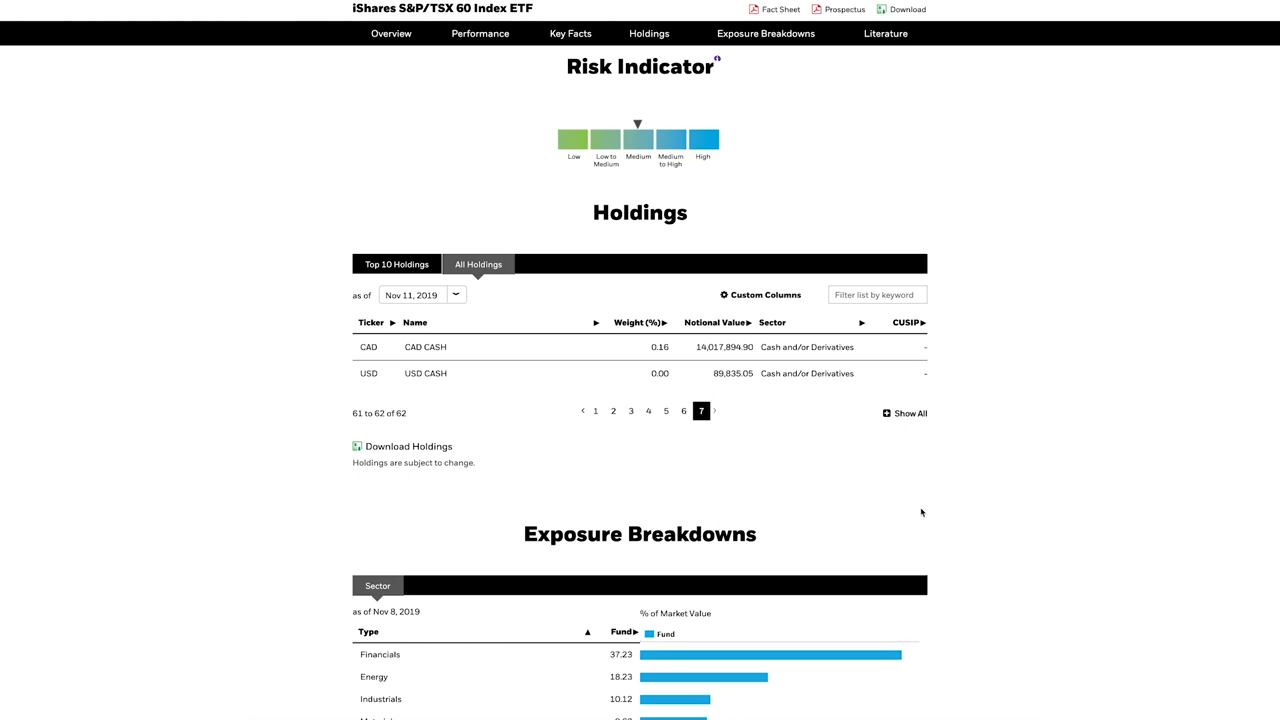 iShares S&P/TSX 60 Index ETF
Fact Sheet Prospectus Download
Overview Performance Key Facts Holdings Exposure Breakdowns Literature
Risk Indicator
Low Low to Medium Medium Medium to High High
Holdings
Top 10 Holdings All Holdings
as of Nov 11, 2019 Custom Columns Filter list by keyword
Ticker Name Weight (%) Notional Value Sector CUSIP
CAD CAD CASH 0.16 14,017,894.90 Cash and/or Derivatives -
USD USD CASH 0.00 89,835.05 Cash and/or Derivatives -
61 to 62 of 62 1 2 3 4 5 6 7 Show All
Download Holdings
Holdings are subject to change.
Exposure Breakdowns
Sector
as of Nov 8, 2019 % of Market Value
Type Fund Fund
Financials 37.23
Energy 18.23
Industrials 10.12